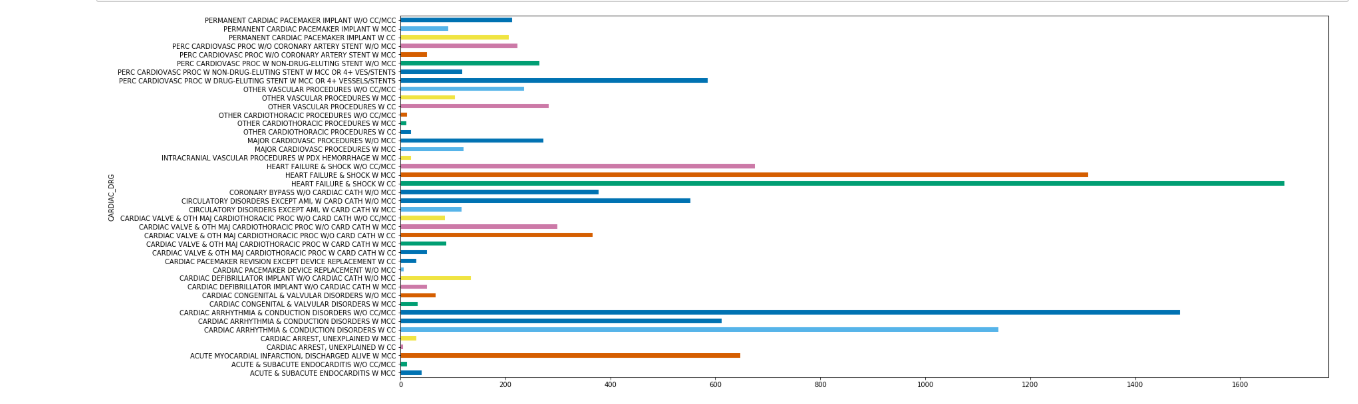 PERMANENT CARDIAC PACEMAKER IMPLANT W/O CC/MCC
PERMANENT CARDIAC PACEMAKER IMPLANT W MCC
PERMANENT CARDIAC PACEMAKER IMPLANT W CC
PERC CARDIOVASC PROC W/O CORONARY ARTERY STENT W/O MCC
PERC CARDIOVASC PROC W/O CORONARY ARTERY STENT W MCC
PERC CARDIOVASC PROC W NON-DRUG-ELUTING STENT W/O MCC
PERC CARDIOVASC PROC W NON-DRUG-ELUTING STENT W MCC OR 4+ VES/STENTS
PERC CARDIOVASC PROC W DRUG-ELUTING STENT W MCC OR 4+ VESSELS/STENTS
OTHER VASCULAR PROCEDURES W/O CC/MCC
OTHER VASCULAR PROCEDURES W MCC
OTHER VASCULAR PROCEDURES W CC
OTHER CARDIOTHORACIC PROCEDURES W/O CC/MCC
OTHER CARDIOTHORACIC PROCEDURES W MCC
OTHER CARDIOTHORACIC PROCEDURES W CC
MAJOR CARDIOVASC PROCEDURES W/O MCC
MAJOR CARDIOVASC PROCEDURES W MCC
INTRACRANIAL VASCULAR PROCEDURES W PDX HEMORRHAGE W MCC
HEART FAILURE & SHOCK W/O CC/MCC
HEART FAILURE & SHOCK W MCC
HEART FAILURE & SHOCK W CC
CORONARY BYPASS W/O CARDIAC CATH W/O MCC
CIRCULATORY DISORDERS EXCEPT AMI, W CARD CATH W/O MCC
CIRCULATORY DISORDERS EXCEPT AMI, W CARD CATH W MCC
CARDIAC VALVE & OTH MAJ CARDIOTHORACIC PROC W/O CARD CATH W/O CC/MCC
CARDIAC VALVE & OTH MAJ CARDIOTHORACIC PROC W/O CARD CATH W MCC
CARDIAC VALVE & OTH MAJ CARDIOTHORACIC PROC W/O CARD CATH W CC
CARDIAC VALVE & OTH MAJ CARDIOTHORACIC PROC W CARD CATH W MCC
CARDIAC VALVE & OTH MAJ CARDIOTHORACIC PROC W CARD CATH W CC
CARDIAC PACEMAKER REVISION EXCEPT DEVICE REPLACEMENT W CC
CARDIAC PACEMAKER DEVICE REPLACEMENT W/O MCC
CARDIAC DEFIBRILLATOR IMPLANT W/O CARDIAC CATH W/O MCC
CARDIAC DEFIBRILLATOR IMPLANT W/O CARDIAC CATH W MCC
CARDIAC CONGENITAL & VALVULAR DISORDERS W/O MCC
CARDIAC CONGENITAL & VALVULAR DISORDERS W MCC
CARDIAC ARRHYTHMIA & CONDUCTION DISORDERS W/O CC/MCC
CARDIAC ARRHYTHMIA & CONDUCTION DISORDERS W MCC
CARDIAC ARRHYTHMIA & CONDUCTION DISORDERS W CC
CARDIAC ARREST, UNEXPLAINED W MCC
CARDIAC ARREST, UNEXPLAINED W CC
ACUTE MYOCARDIAL INFARCTION, DISCHARGED ALIVE W MCC
ACUTE & SUBACUTE ENDOCARDITIS W/O CC/MCC
ACUTE & SUBACUTE ENDOCARDITIS W MCC
CARDIAC_DRG
0 200 400 600 800 1000 1200 1400 1600